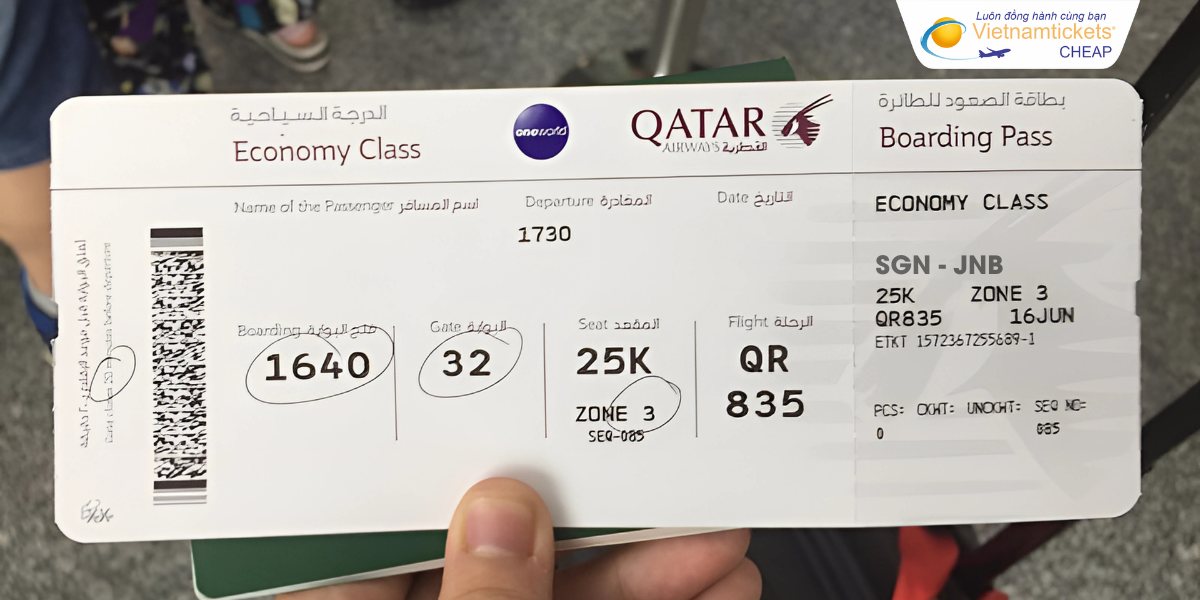 Luôn đồng hành cùng bạn
Vietnamtickets
CHEAP
الدرجة السياحية
Economy Class
oneworld
QATAR
AIRWAYS القطرية
بطاقة الصعود للطائرة
Boarding Pass
Name of the Passenger اسم المسافر
Departure المغادرة
Date التاريخ
1730
ECONOMY CLASS
SGN - JNB
25K ZONE 3
QR835 16JUN
ETKT 1572367255689-1
Boarding فتح البوابة
Gate البوابة
Seat المقعد
Flight الرحلة
1640
32
25K
QR
835
ZONE 3
SEQ-085
PCS: UNCKWT: SEQ NO:
0 085